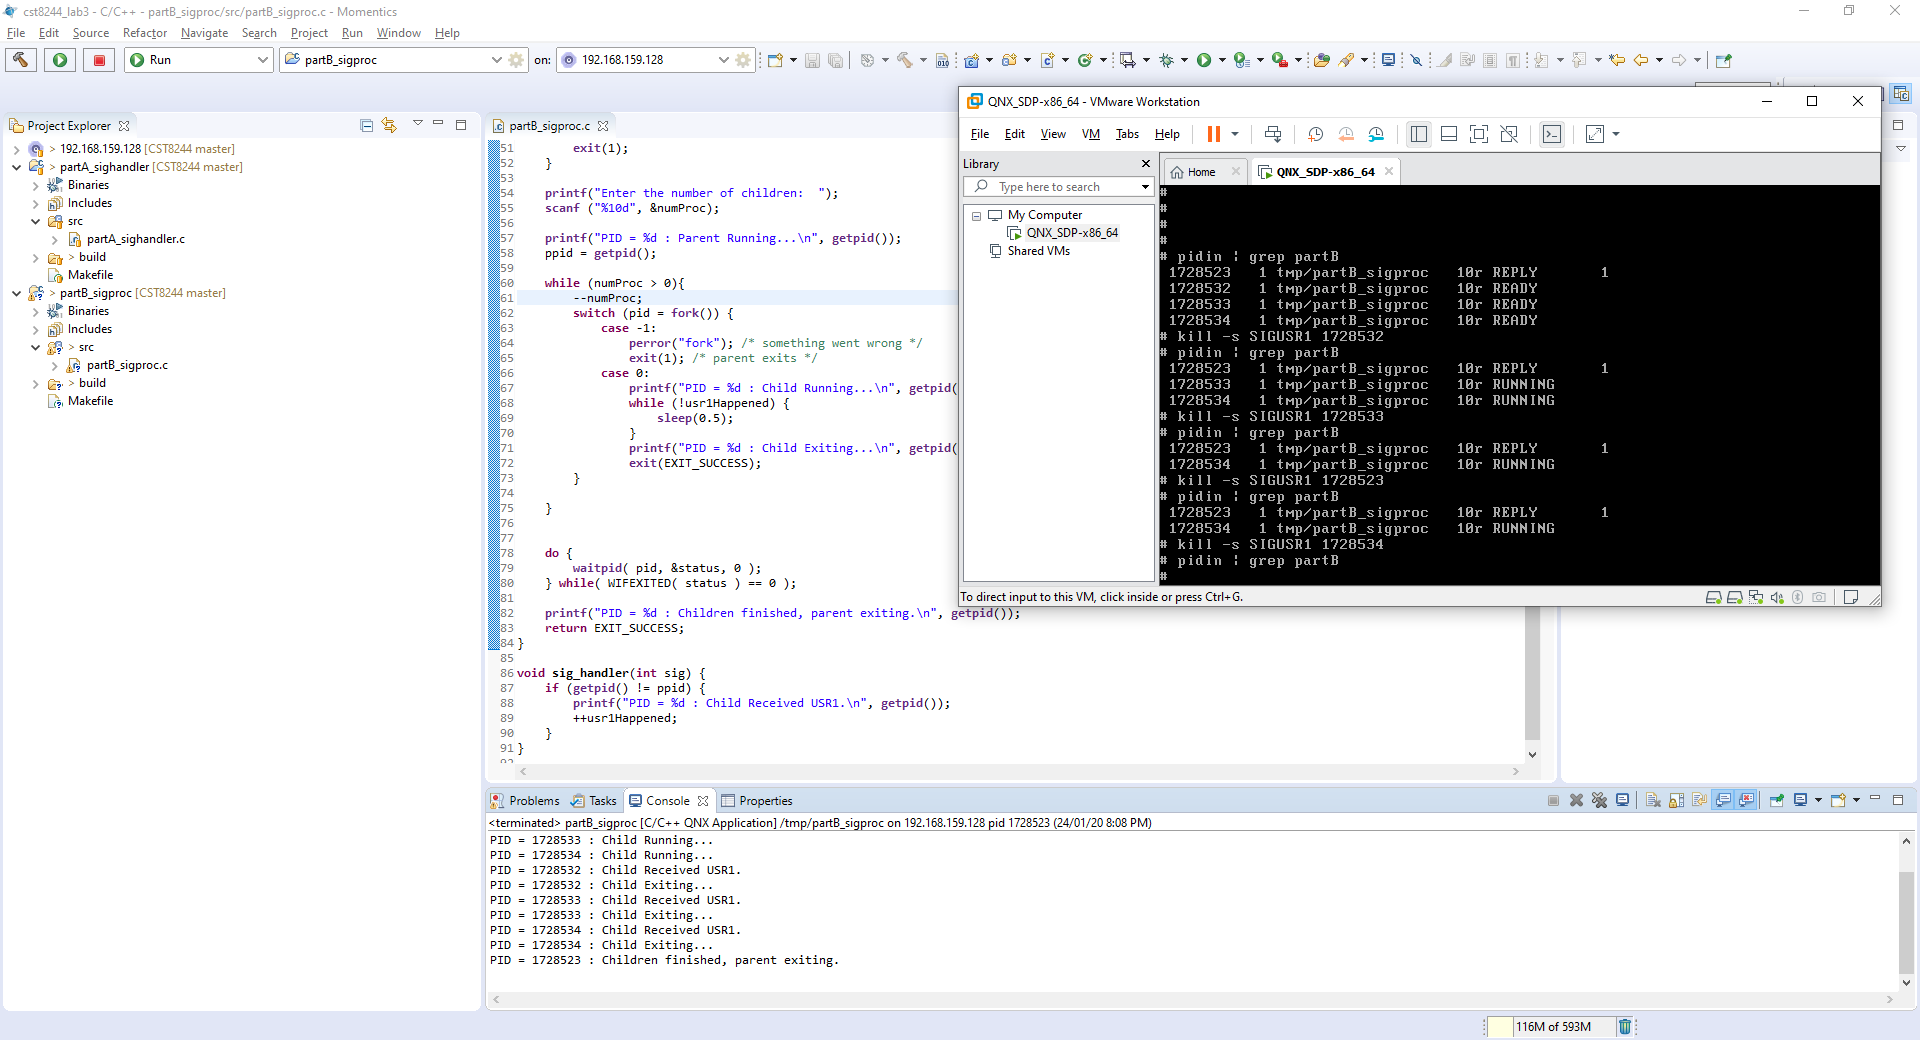 cst8244_lab3 - C/C++ - partB_sigproc/src/partB_sigproc.c - Momentics
File Edit Source Refactor Navigate Search Project Run Window Help
Run partB_sigproc on: 192.168.159.128
Project Explorer
> 192.168.159.128 [CST8244 master]
> partA_sighandler [CST8244 master]
Binaries
Includes
src
partA_sighandler.c
> build
Makefile
> partB_sigproc [CST8244 master]
Binaries
Includes
> src
partB_sigproc.c
> build
Makefile
partB_sigproc.c
51 exit(1);
52 }
53
54 printf("Enter the number of children:  ");
55 scanf ("%10d", &numProc);
56
57 printf("PID = %d : Parent Running...\n", getpid());
58 ppid = getpid();
59
60 while (numProc > 0){
61 --numProc;
62 switch (pid = fork()) {
63 case -1:
64 perror("fork"); /* something went wrong */
65 exit(1); /* parent exits */
66 case 0:
67 printf("PID = %d : Child Running...\n", getpid(
68 while (!usr1Happened) {
69 sleep(0.5);
70 }
71 printf("PID = %d : Child Exiting...\n", getpid(
72 exit(EXIT_SUCCESS);
73 }
74
75 }
76
77
78 do {
79 waitpid( pid, &status, 0 );
80 } while( WIFEXITED( status ) == 0 );
81
82 printf("PID = %d : Children finished, parent exiting.\n", getpid());
83 return EXIT_SUCCESS;
84 }
85
86 void sig_handler(int sig) {
87 if (getpid() != ppid) {
88 printf("PID = %d : Child Received USR1.\n", getpid());
89 ++usr1Happened;
90 }
91 }
92
QNX_SDP-x86_64 - VMware Workstation
File Edit View VM Tabs Help
Library
Type here to search
My Computer
QNX_SDP-x86_64
Shared VMs
Home QNX_SDP-x86_64
#
#
#
#
# pidin ¦ grep partB
1728523 1 tmp/partB_sigproc 10r REPLY 1
1728532 1 tmp/partB_sigproc 10r READY
1728533 1 tmp/partB_sigproc 10r READY
1728534 1 tmp/partB_sigproc 10r READY
# kill -s SIGUSR1 1728532
# pidin ¦ grep partB
1728523 1 tmp/partB_sigproc 10r REPLY 1
1728533 1 tmp/partB_sigproc 10r RUNNING
1728534 1 tmp/partB_sigproc 10r RUNNING
# kill -s SIGUSR1 1728533
# pidin ¦ grep partB
1728523 1 tmp/partB_sigproc 10r REPLY 1
1728534 1 tmp/partB_sigproc 10r RUNNING
# kill -s SIGUSR1 1728523
# pidin ¦ grep partB
1728523 1 tmp/partB_sigproc 10r REPLY 1
1728534 1 tmp/partB_sigproc 10r RUNNING
# kill -s SIGUSR1 1728534
# pidin ¦ grep partB
#
To direct input to this VM, click inside or press Ctrl+G.
Problems Tasks Console Properties
<terminated> partB_sigproc [C/C++ QNX Application] /tmp/partB_sigproc on 192.168.159.128 pid 1728523 (24/01/20 8:08 PM)
PID = 1728533 : Child Running...
PID = 1728534 : Child Running...
PID = 1728532 : Child Received USR1.
PID = 1728532 : Child Exiting...
PID = 1728533 : Child Received USR1.
PID = 1728533 : Child Exiting...
PID = 1728534 : Child Received USR1.
PID = 1728534 : Child Exiting...
PID = 1728523 : Children finished, parent exiting.
116M of 593M